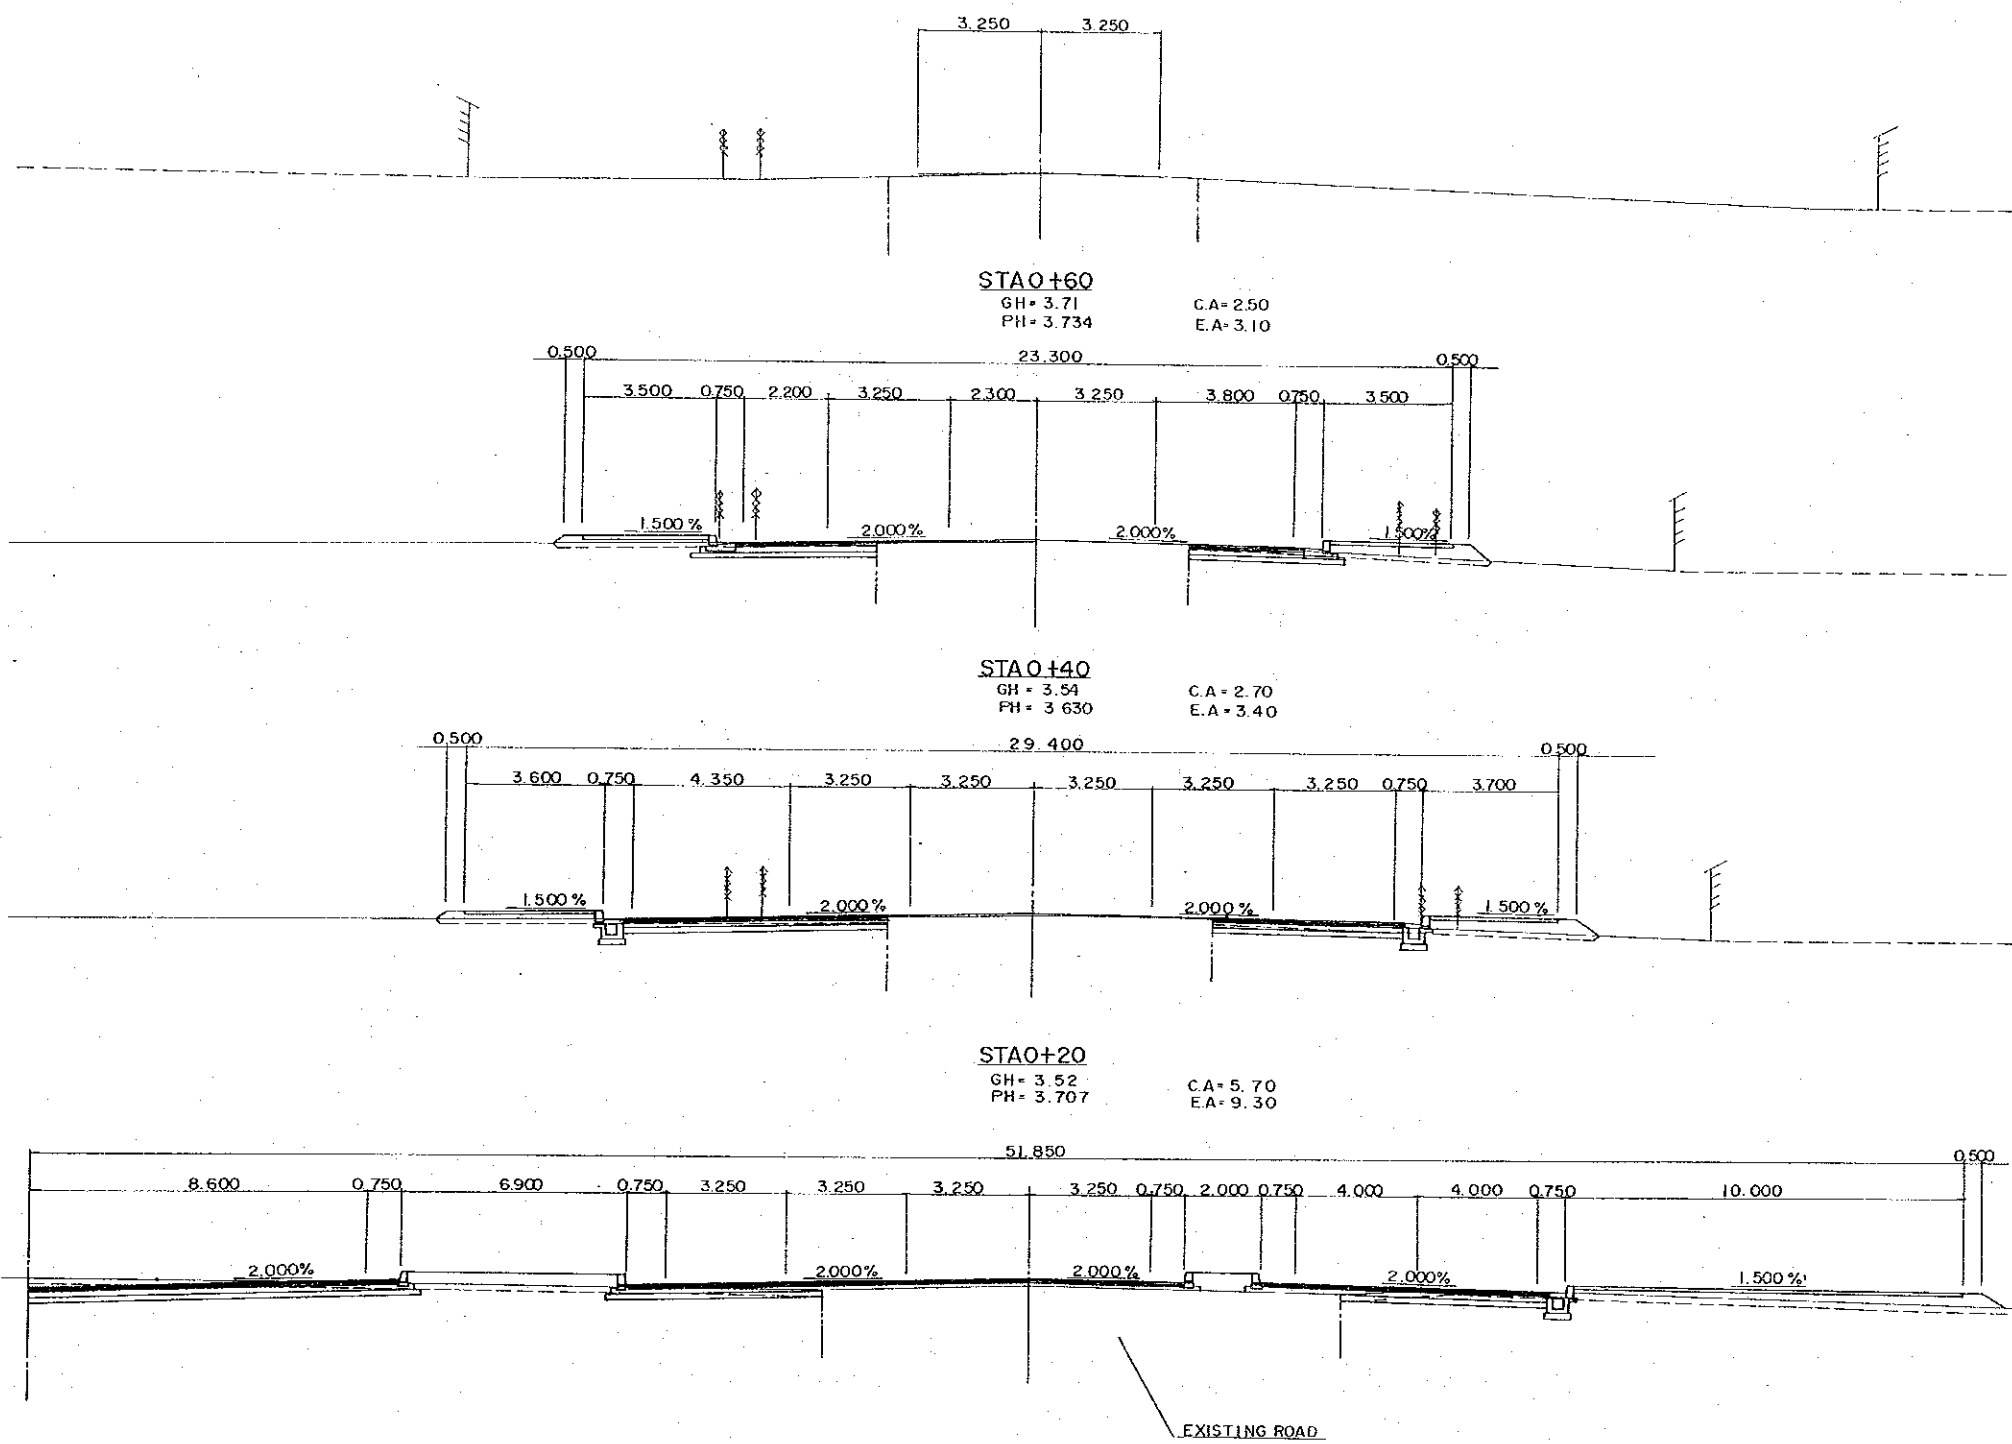 3.250 3.250
STA 0+60
GH= 3.71 C.A= 2.50
PH= 3.734 E.A= 3.10
0.500 23.300 0.500
3.500 0.750 2.200 3.250 2.300 3.250 3.800 0.750 3.500
1.500% 2.000% 2.000% 1.500%
STA 0+40
GH = 3.54 C.A = 2.70
PH = 3 630 E.A = 3.40
0.500 29.400 0.500
3.600 0.750 4.350 3.250 3.250 3.250 3.250 3.250 0.750 3.700
1.500% 2.000% 2.000% 1.500%
STA0+20
GH= 3.52 C.A= 5.70
PH= 3.707 E.A= 9.30
51.850 0.500
8.600 0.750 6.900 0.750 3.250 3.250 3.250 3.250 0.750 2.000 0.750 4.000 4.000 0.750 10.000
2.000% 2.000% 2.000% 2.000% 1.500%
EXISTING ROAD